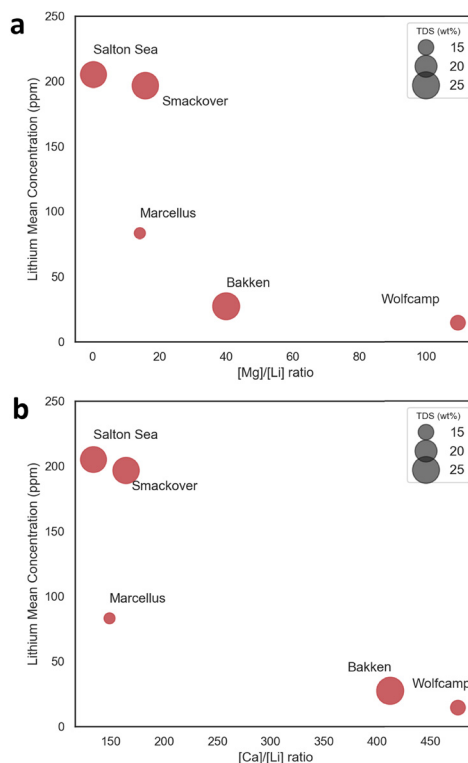 a
250
200
150
100
50
0
Lithium Mean Concentration (ppm)
Salton Sea
Smackover
Marcellus
Bakken
Wolfcamp
TDS (wt%)
15
20
25
0 20 40 60 80 100
[Mg]/[Li] ratio
b
250
200
150
100
50
0
Lithium Mean Concentration (ppm)
Salton Sea
Smackover
Marcellus
Bakken
Wolfcamp
TDS (wt%)
15
20
25
150 200 250 300 350 400 450
[Ca]/[Li] ratio